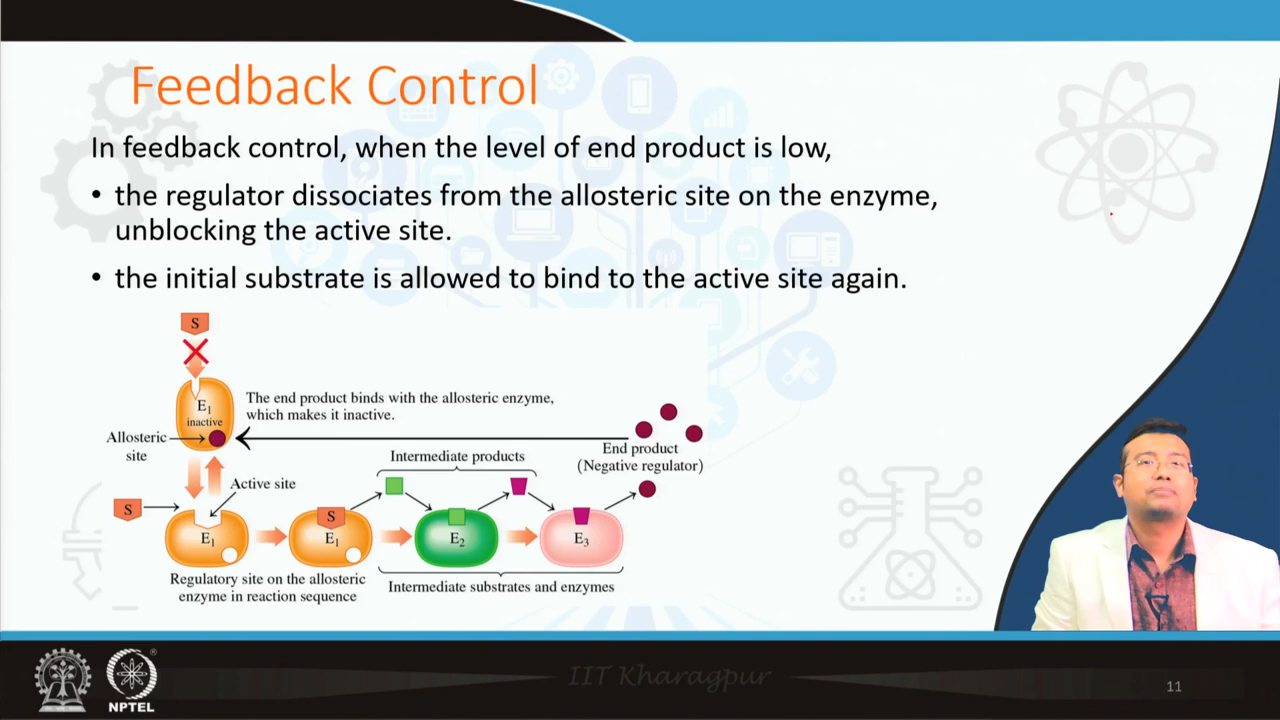 Feedback Control
In feedback control, when the level of end product is low,
• the regulator dissociates from the allosteric site on the enzyme,
unblocking the active site.
• the initial substrate is allowed to bind to the active site again.
S
E1
inactive
The end product binds with the allosteric enzyme,
which makes it inactive.
Allosteric
site
End product
(Negative regulator)
Intermediate products
Active site
S
E1
S
E1
E2
E3
Regulatory site on the allosteric
enzyme in reaction sequence
Intermediate substrates and enzymes
®
NPTEL
IIT Kharagpur
11